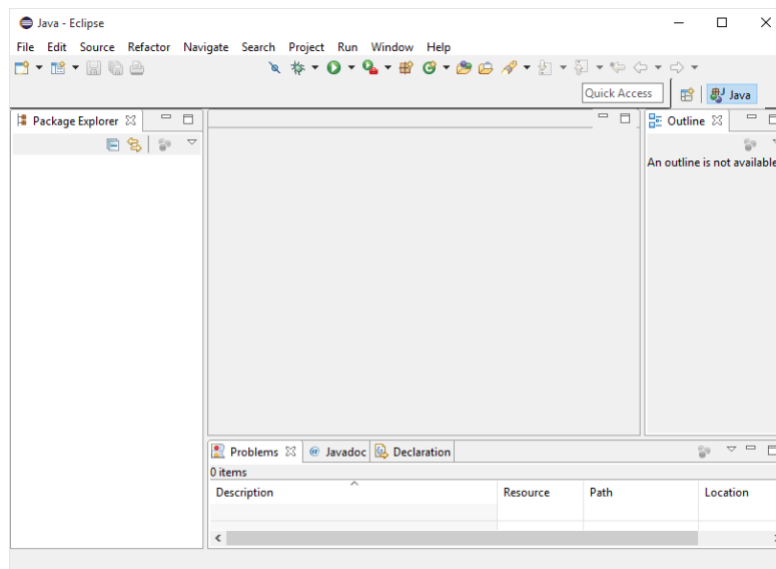 Java - Eclipse
File Edit Source Refactor Navigate Search Project Run Window Help
Quick Access
Java
Package Explorer
Outline
An outline is not available
Problems Javadoc Declaration
0 items
Description Resource Path Location